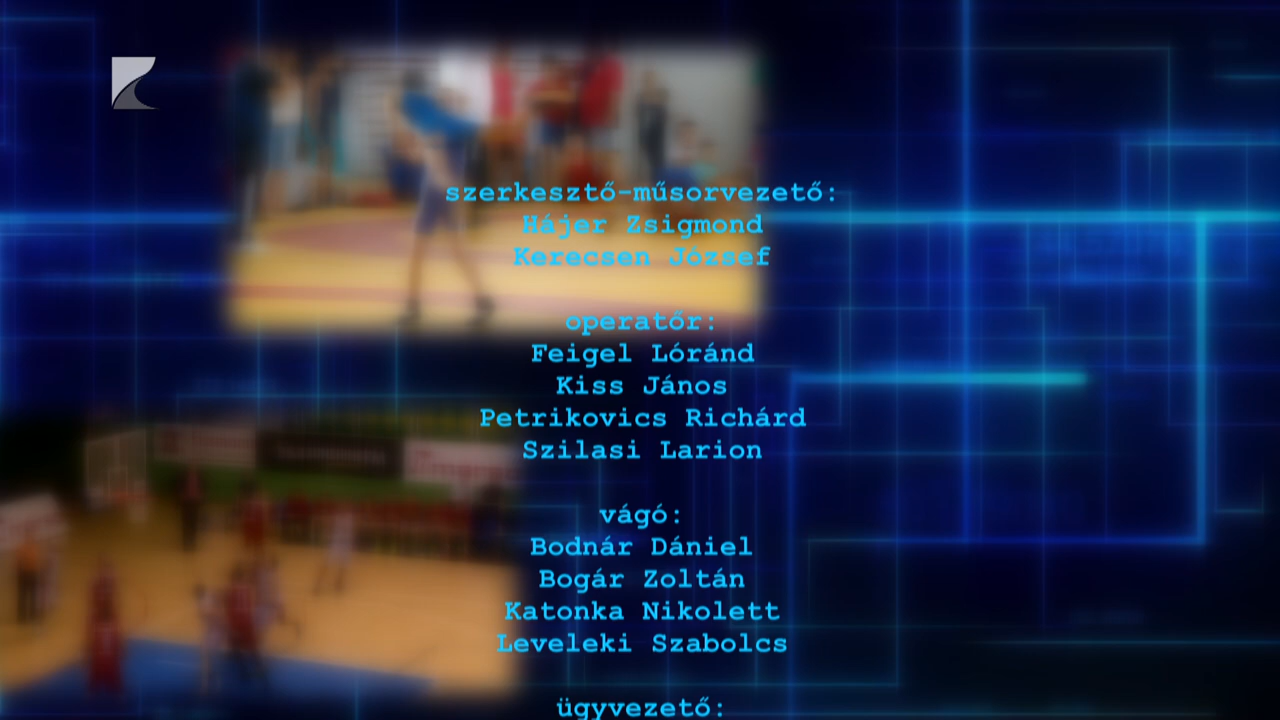 szerkesztő-műsorvezető:
Hájer Zsigmond
Kerecsen József
operatőr:
Feigel Lóránd
Kiss János
Petrikovics Richárd
Szilasi Larion
vágó:
Bodnár Dániel
Bogár Zoltán
Katonka Nikolett
Leveleki Szabolcs
ügyvezető: